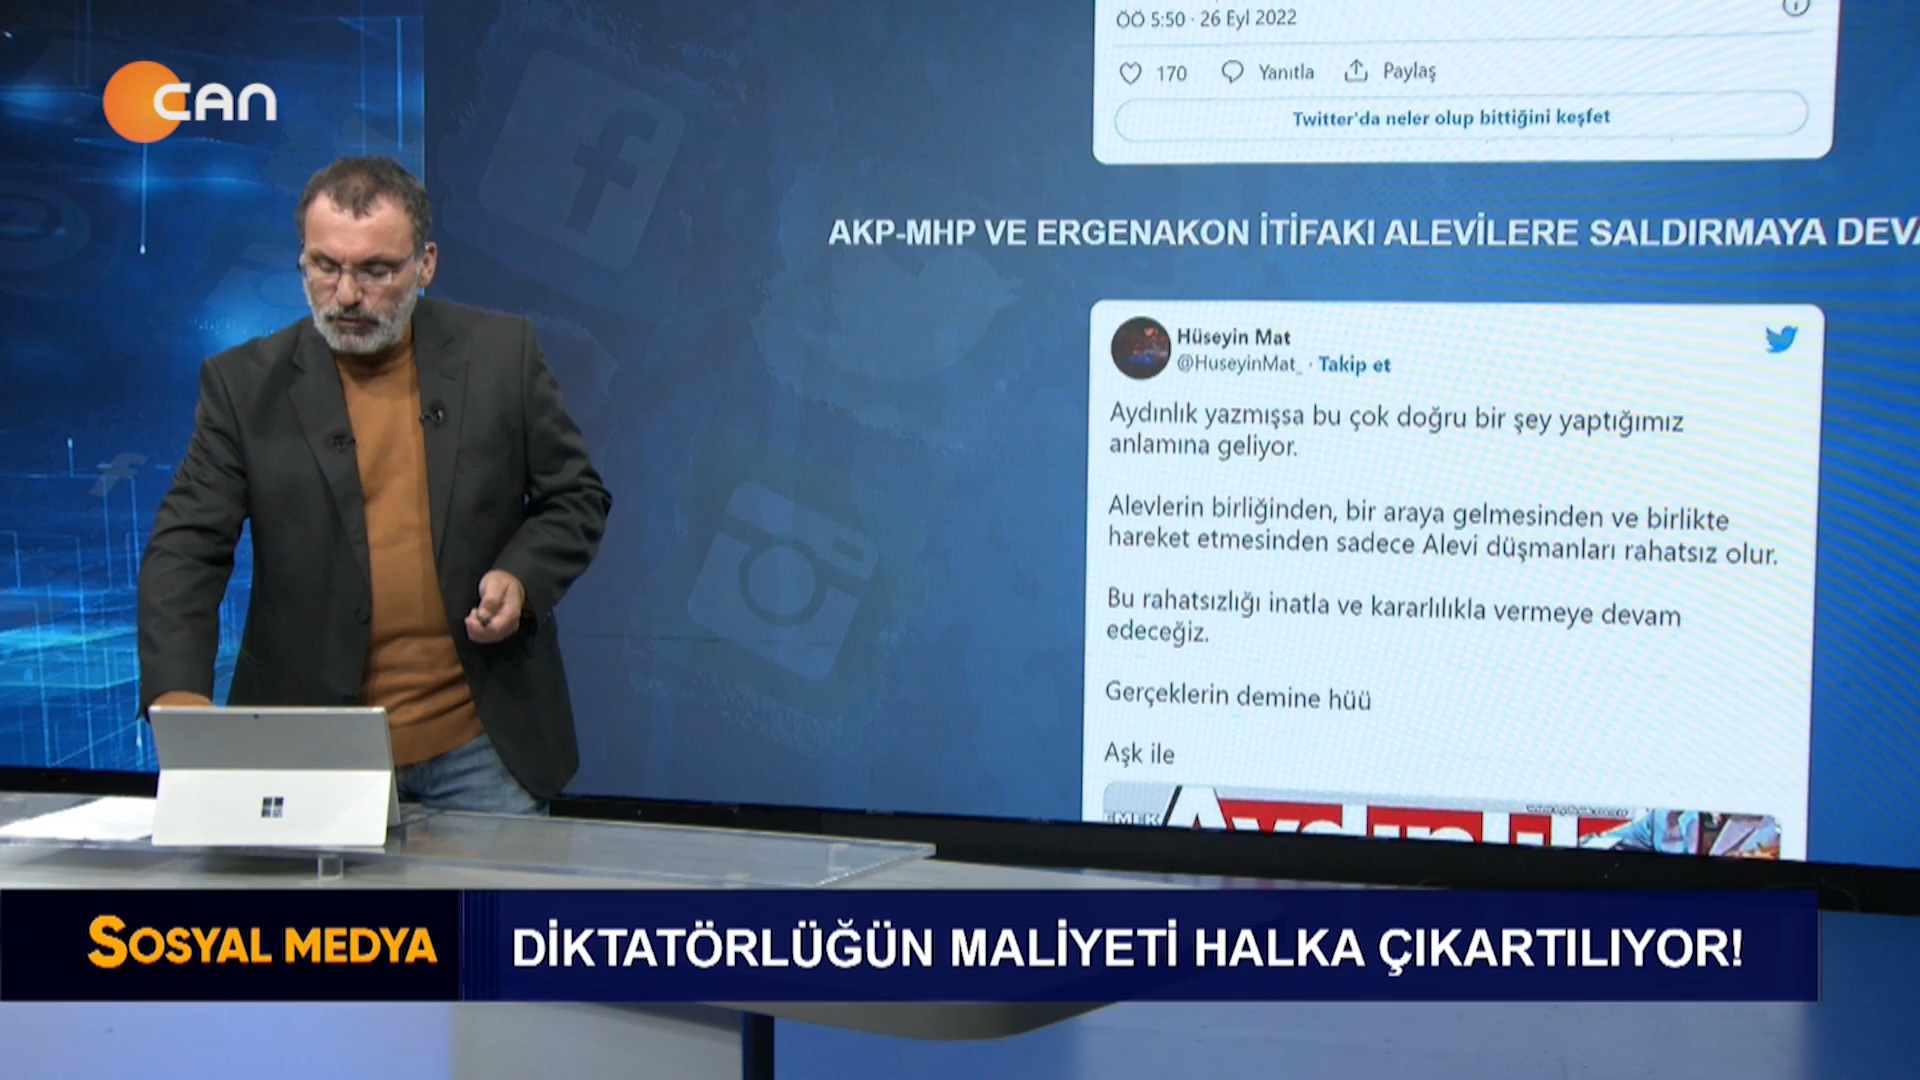 CAN
ÖÖ 5:50 · 26 Eyl 2022
170 Yanıtla Paylaş
Twitter'da neler olup bittiğini keşfet
AKP-MHP VE ERGENAKON İTİFAKI ALEVİLERE SALDIRMAYA DEVA
Hüseyin Mat
@HuseyinMat_ · Takip et
Aydınlık yazmışsa bu çok doğru bir şey yaptığımız
anlamına geliyor.
Alevlerin birliğinden, bir araya gelmesinden ve birlikte
hareket etmesinden sadece Alevi düşmanları rahatsız olur.
Bu rahatsızlığı inatla ve kararlılıkla vermeye devam
edeceğiz.
Gerçeklerin demine hüü
Aşk ile
EMEK
Aydınlık
SOSYAL MEDYA
DİKTATÖRLÜĞÜN MALİYETİ HALKA ÇIKARTILIYOR!